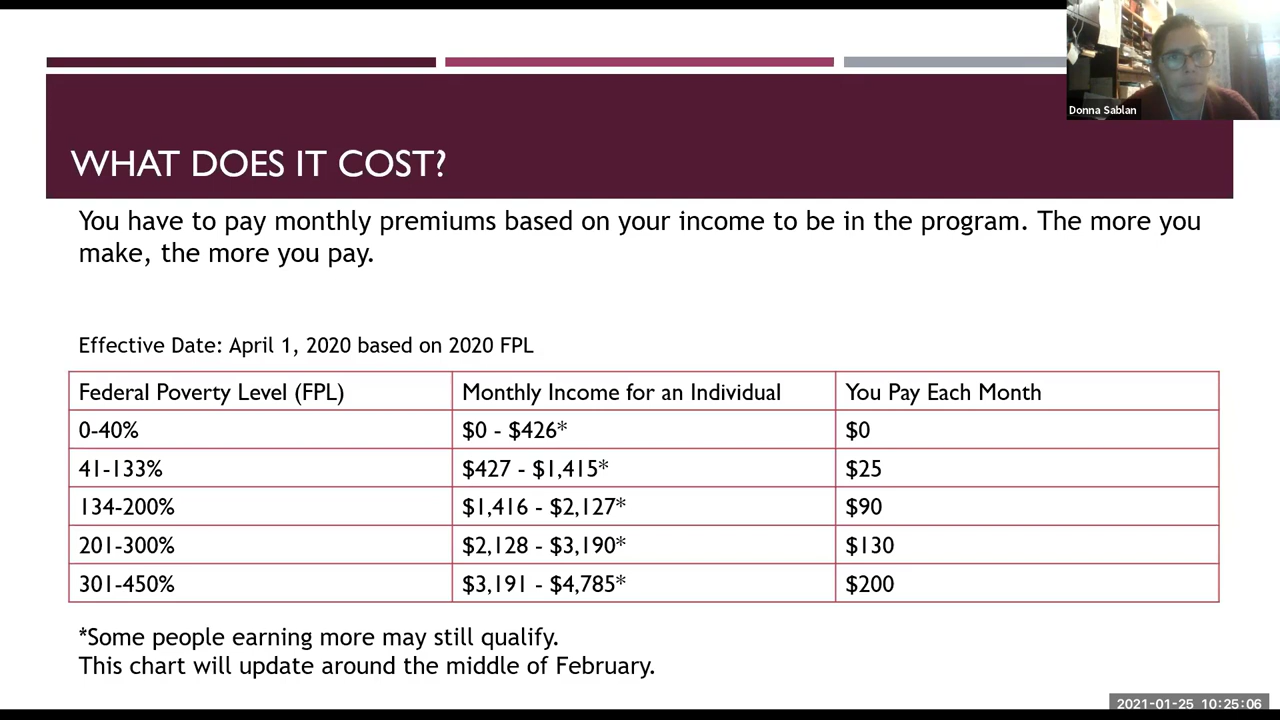 Donna Sablan
WHAT DOES IT COST?
You have to pay monthly premiums based on your income to be in the program. The more you
make, the more you pay.
Effective Date: April 1, 2020 based on 2020 FPL
Federal Poverty Level (FPL) Monthly Income for an Individual You Pay Each Month
0-40% $0 - $426* $0
41-133% $427 - $1,415* $25
134-200% $1,416 - $2,127* $90
201-300% $2,128 - $3,190* $130
301-450% $3,191 - $4,785* $200
*Some people earning more may still qualify.
This chart will update around the middle of February.
2021-01-25 10:25:06